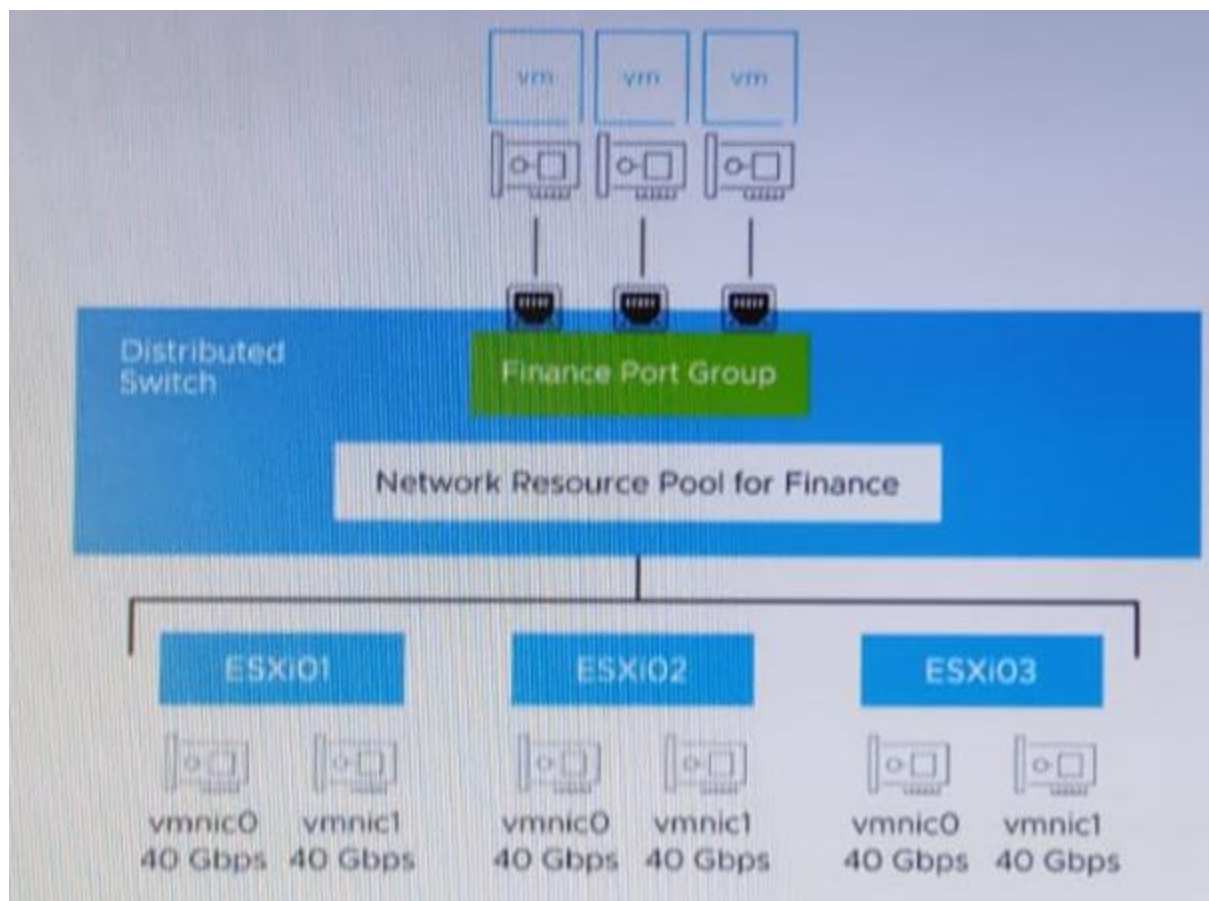 vm vm vm
Distributed
Switch
Finance Port Group
Network Resource Pool for Finance
ESXi01 ESXi02 ESXi03
vmnic0 vmnic1 vmnic0 vmnic1 vmnic0 vmnic1
40 Gbps 40 Gbps 40 Gbps 40 Gbps 40 Gbps 40 Gbps